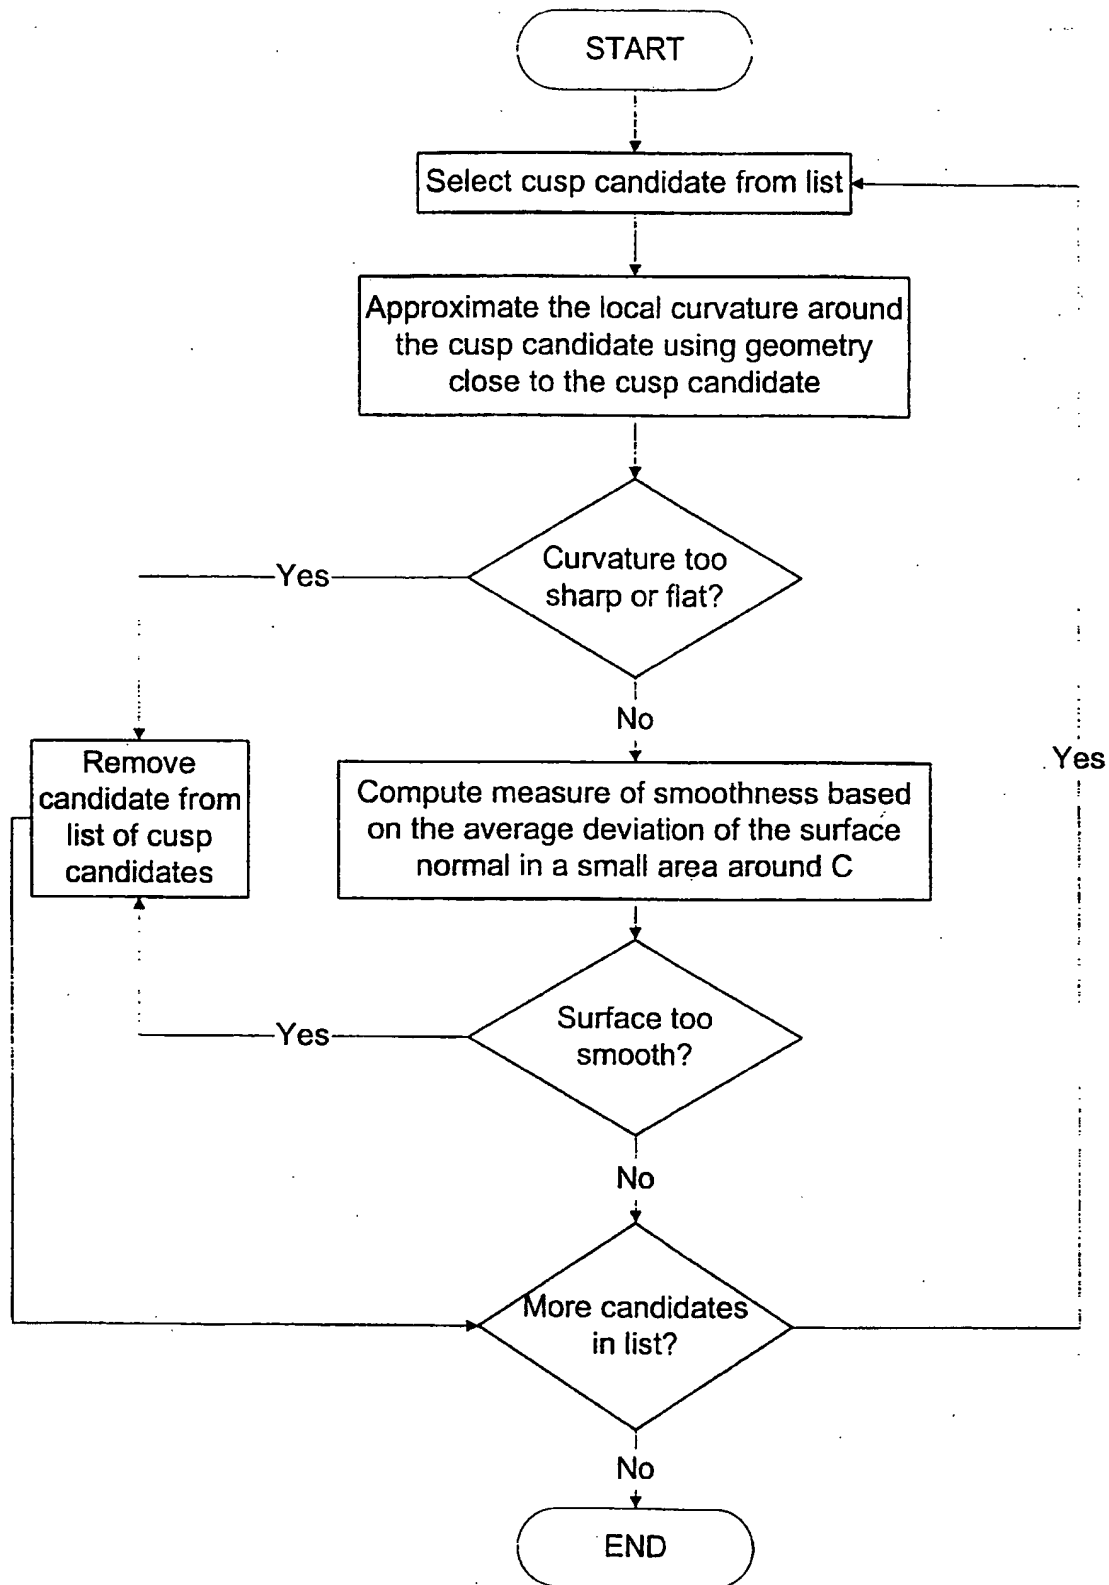 START
Select cusp candidate from list
Approximate the local curvature around
the cusp candidate using geometry
close to the cusp candidate
Curvature too
sharp or flat?
Yes
No
Remove
candidate from
list of cusp
candidates
Compute measure of smoothness based
on the average deviation of the surface
normal in a small area around C
Yes
Surface too
smooth?
Yes
No
More candidates
in list?
No
END